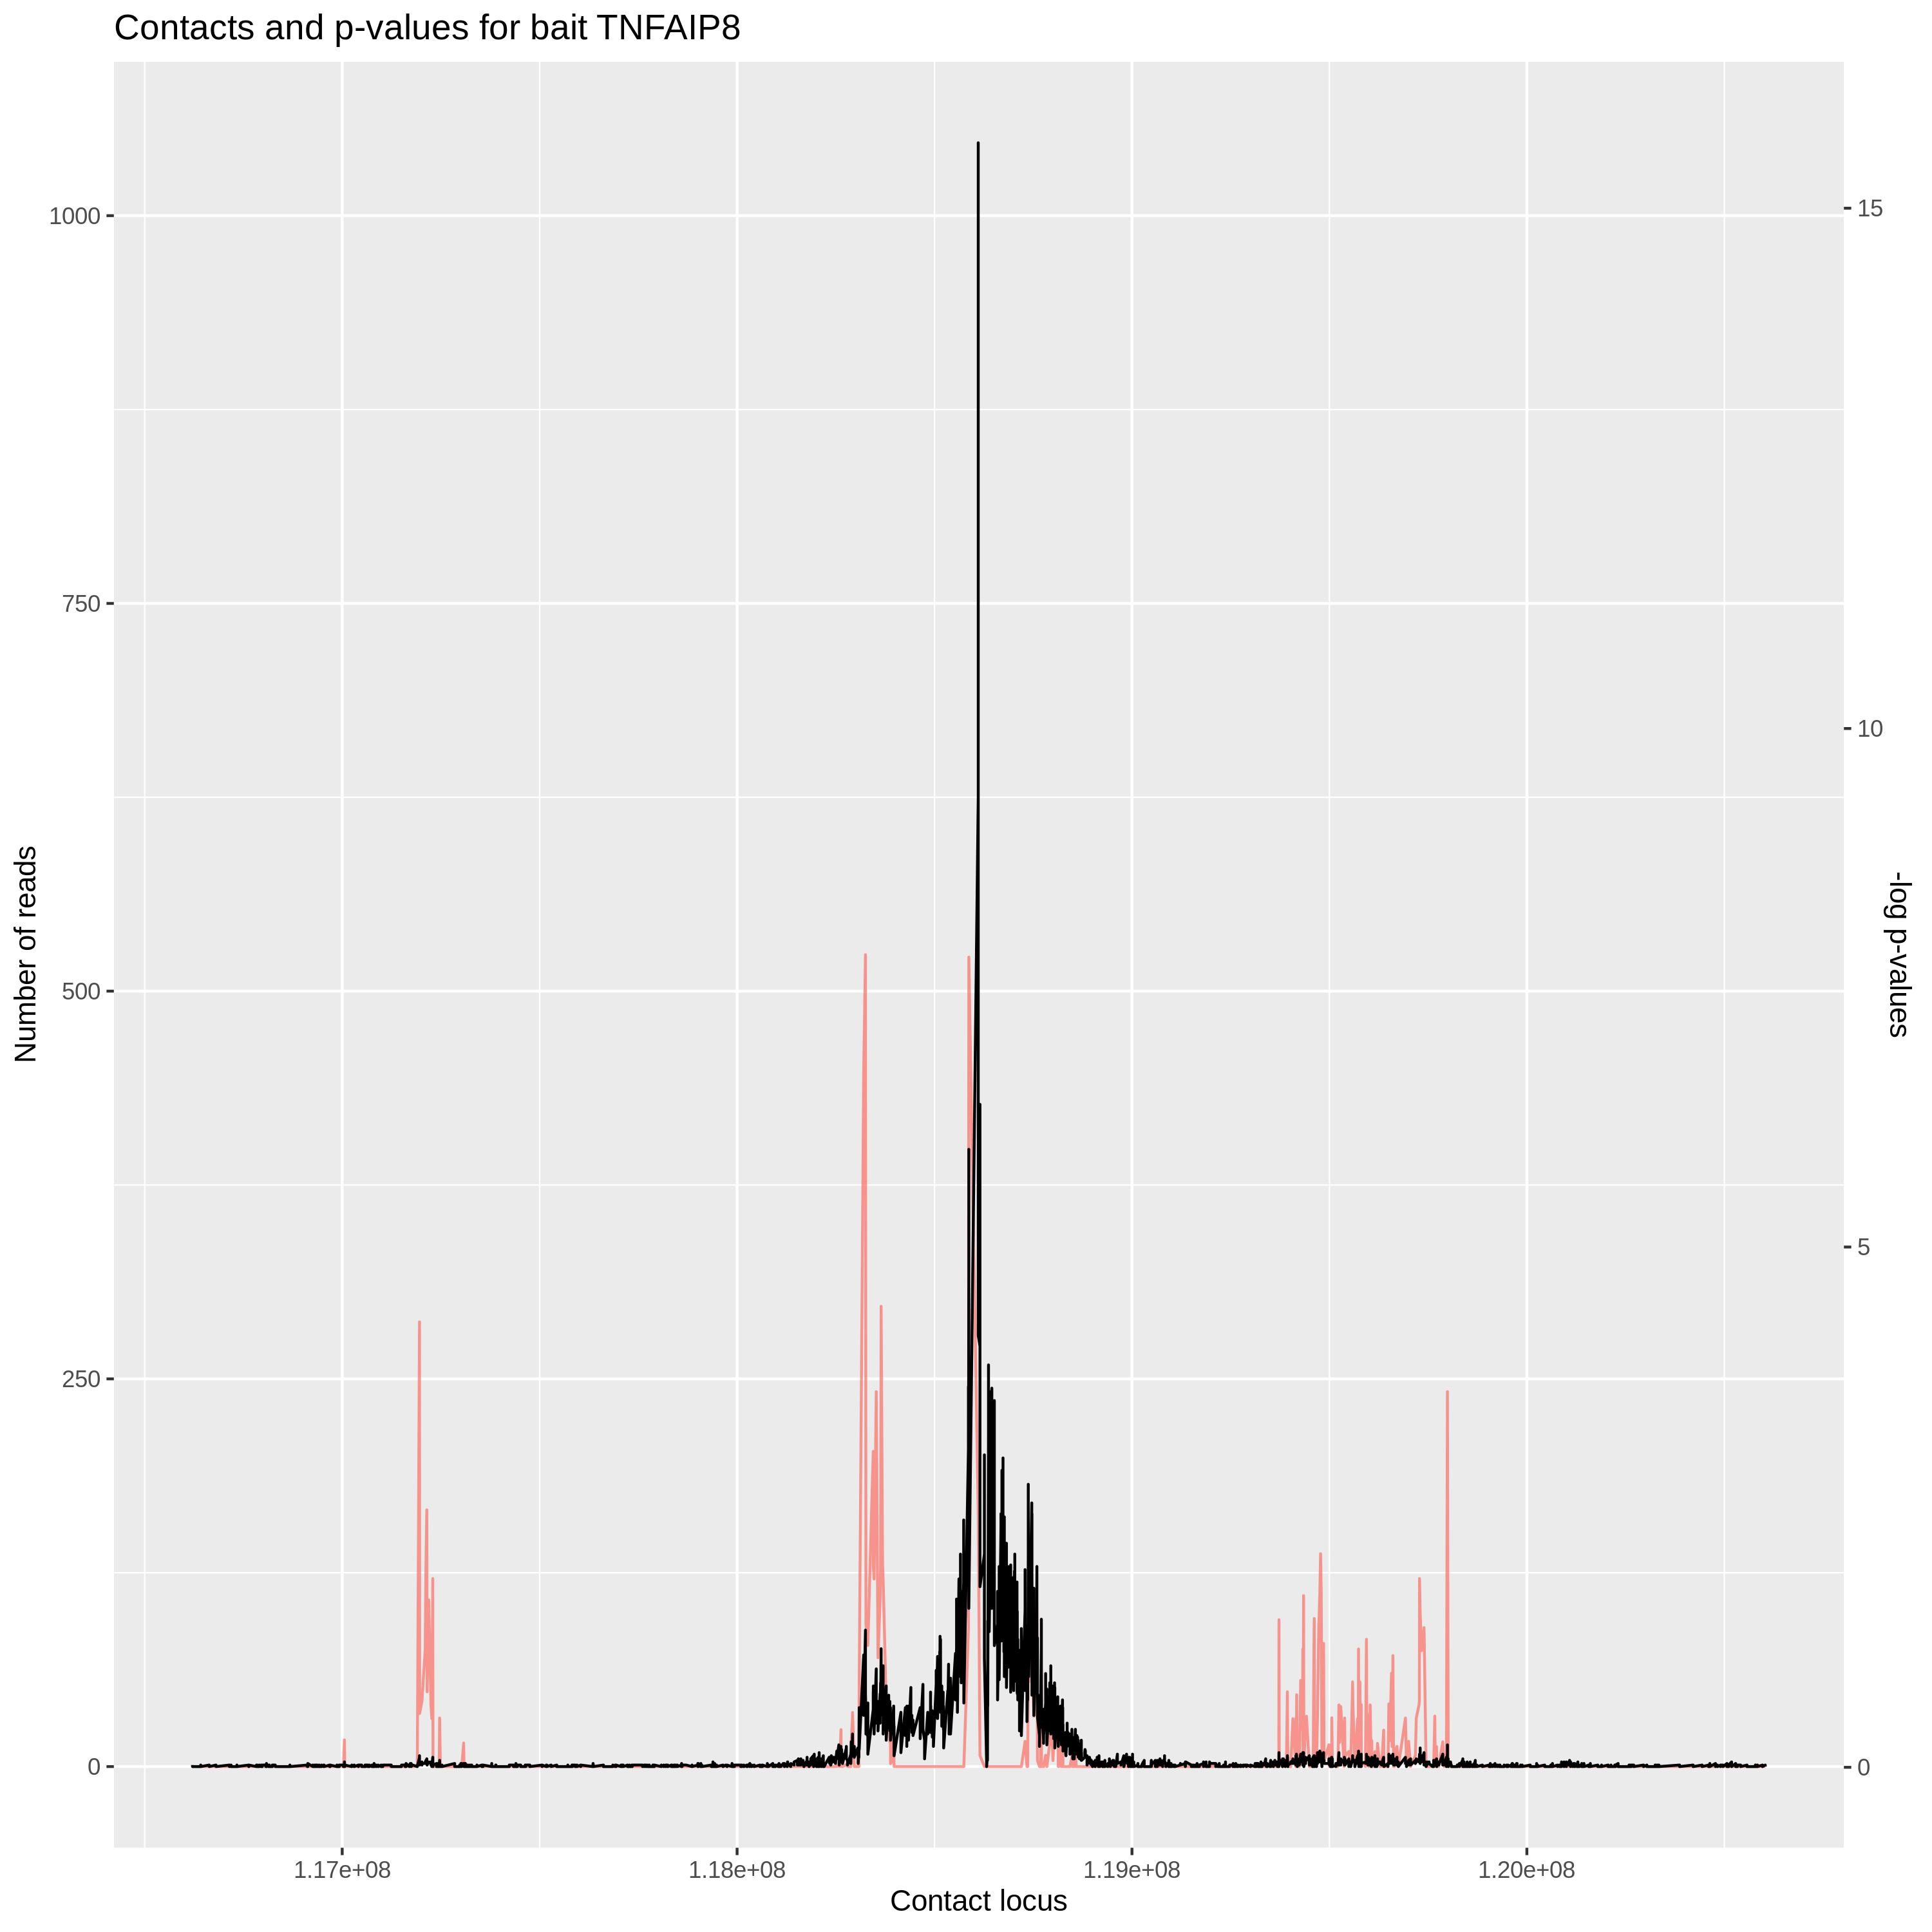 Contacts and p-values for bait TNFAIP8
1000
750
500
250
0
Number of reads
15
10
5
0
-log p-values
1.17e+08
1.18e+08
1.19e+08
1.20e+08
Contact locus